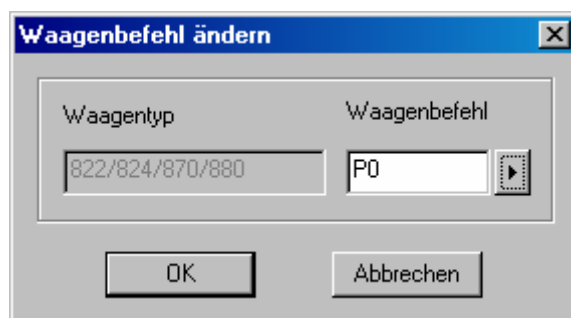 Waagenbefehl ändern
Waagentyp Waagenbefehl
822/824/870/880 P0
OK Abbrechen